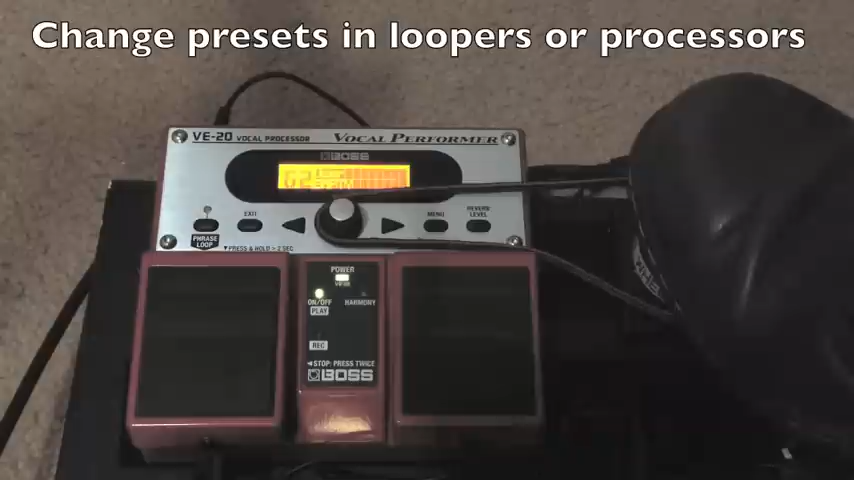 Change presets in loopers or processors
VE-20 VOCAL PROCESSOR VOCAL PERFORMER
BOSS
02
EXIT
MENU
REVERB
LEVEL
PHRASE
LOOP
▼PRESS & HOLD > 2 SEC
POWER
ON/OFF HARMONY
PLAY
REC
◄STOP: PRESS TWICE
BOSS